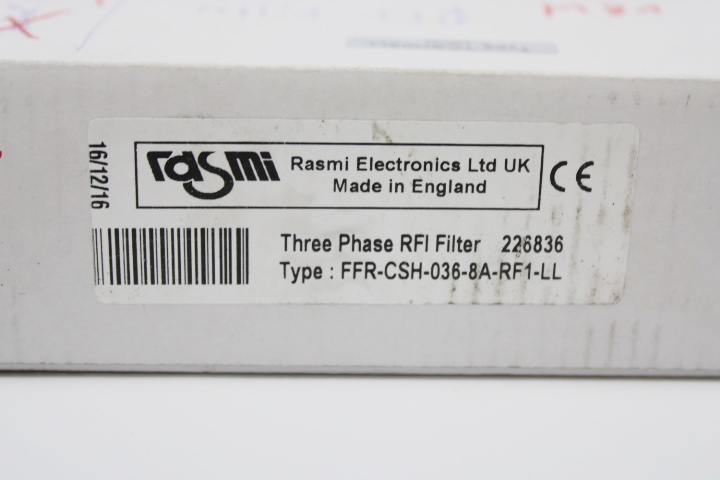 16/12/16
rasmi
Rasmi Electronics Ltd UK
Made in England
CE
Three Phase RFI Filter 226836
Type : FFR-CSH-036-8A-RF1-LL